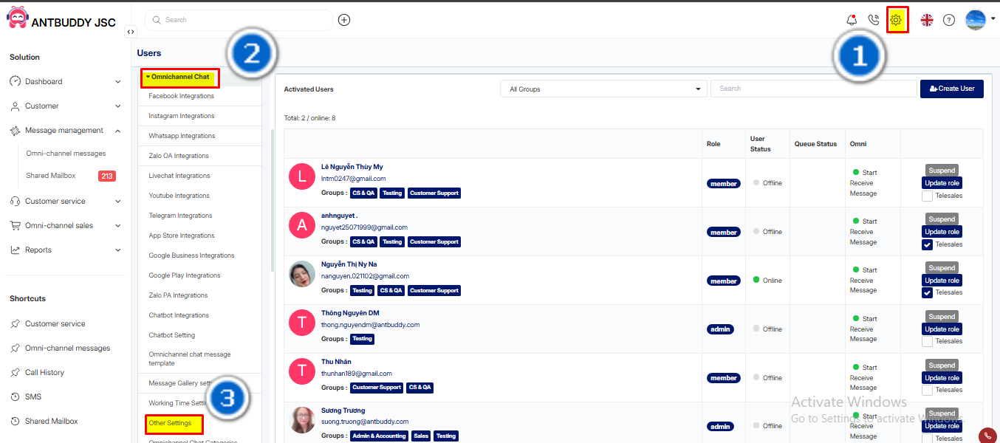 ANTBUDDY JSC
Search
1
2
Solution
Dashboard
Customer
Message management
Omni-channel messages
Shared Mailbox 213
Customer service
Omni-channel sales
Reports
Shortcuts
Customer service
Omni-channel messages
Call History
SMS
Shared Mailbox
Users
Omnichannel Chat
Facebook Integrations
Instagram Integrations
Whatsapp Integrations
Zalo OA Integrations
Livechat Integrations
Youtube Integrations
Telegram Integrations
App Store Integrations
Google Business Integrations
Google Play Integrations
Zalo PA Integrations
Chatbot Integrations
Chatbot Setting
Omnichannel chat message
template
Message Gallery setti
Working Time Setti
3
Other Settings
Omnichannel Chat Categories
Activated Users
All Groups
Search
Create User
Total: 2 / online: 8
Role
User
Status
Queue Status
Omni
L
Lê Nguyễn Thùy My
lntm0247@gmail.com
Groups : CS & QA Testing Customer Support
member
Offline
Start
Receive
Message
Suspend
Update role
Telesales
A
anhnguyet .
nguyet25071999@gmail.com
Groups : CS & QA Testing Customer Support
member
Offline
Start
Receive
Message
Suspend
Update role
Telesales
Nguyễn Thị Ny Na
nanguyen.021102@gmail.com
Groups : Testing CS & QA Customer Support
member
Online
Start
Receive
Message
Suspend
Update role
Telesales
T
Thông Nguyên DM
thong.nguyendm@antbuddy.com
Groups : Testing
admin
Offline
Start
Receive
Message
Suspend
Update role
Telesales
T
Thu Nhân
thunhan189@gmail.com
Groups : Customer Support CS & QA
member
Offline
Start
Receive
Message
Suspend
Update role
Telesales
Sương Trương
suong.truong@antbuddy.com
Groups : Admin & Accounting Sales Testing
admin
Offline
Start
Receive
Message
Suspend
Update role
Telesales
Activate Windows
Go to Settings to activate Windows.